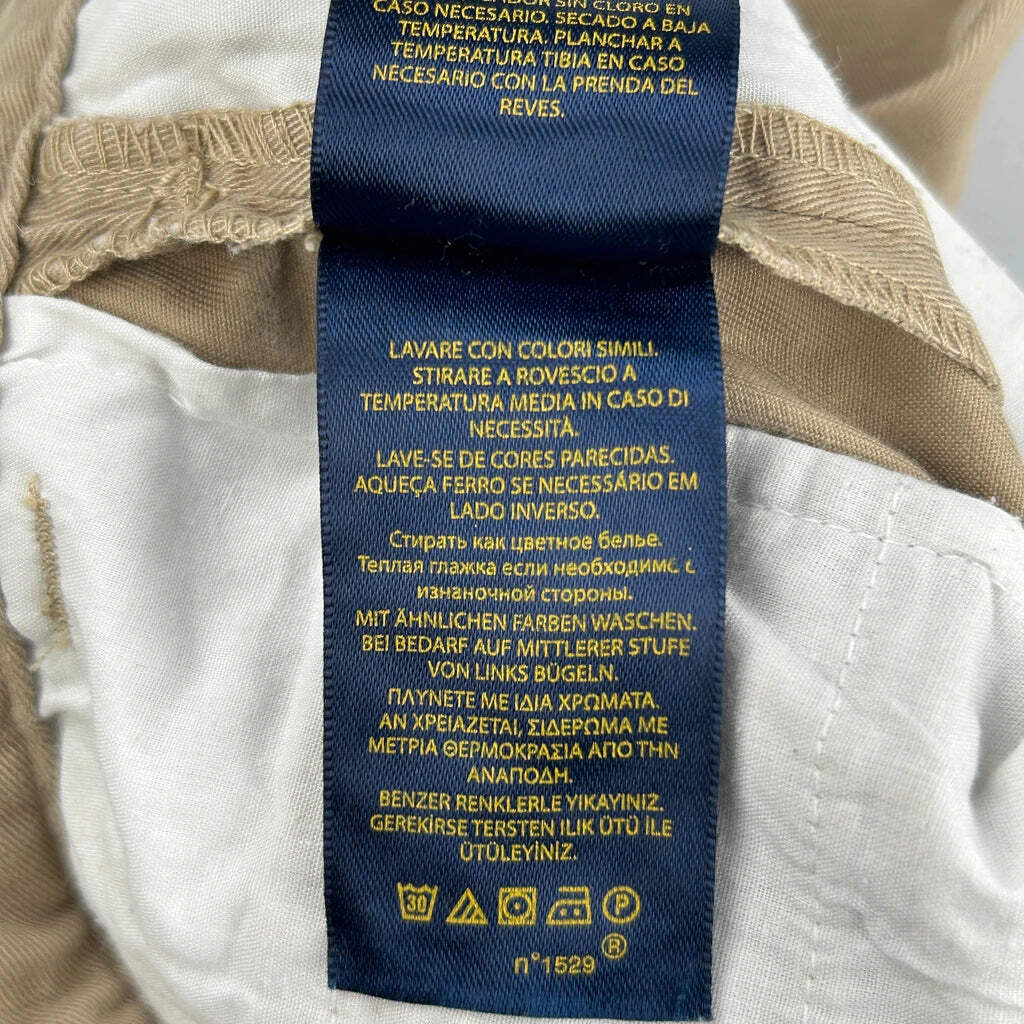 SIN CLORO EN
CASO NECESARIO. SECADO A BAJA
TEMPERATURA. PLANCHAR A
TEMPERATURA TIBIA EN CASO
NECESARIO CON LA PRENDA DEL
REVES.
LAVARE CON COLORI SIMILI.
STIRARE A ROVESCIO A
TEMPERATURA MEDIA IN CASO DI
NECESSITÀ.
LAVE-SE DE CORES PARECIDAS.
AQUEÇA FERRO SE NECESSÁRIO EM
LADO INVERSO.
Стирать как цветное белье.
Теплая глажка если необходимс с
изнаночной стороны.
MIT ÄHNLICHEN FARBEN WASCHEN.
BEI BEDARF AUF MITTLERER STUFE
VON LINKS BÜGELN.
ΠΛΥΝΕΤΕ ΜΕ ΙΔΙΑ ΧΡΩΜΑΤΑ.
ΑΝ ΧΡΕΙΑΖΕΤΑΙ, ΣΙΔΕΡΩΜΑ ΜΕ
ΜΕΤΡΙΑ ΘΕΡΜΟΚΡΑΣΙΑ ΑΠΟ ΤΗΝ
ΑΝΑΠΟΔΗ.
BENZER RENKLERLE YIKAYINIZ.
GEREKİRSE TERSTEN ILIK ÜTÜ İLE
ÜTÜLEYİNİZ.
30 P
n°1529 ®